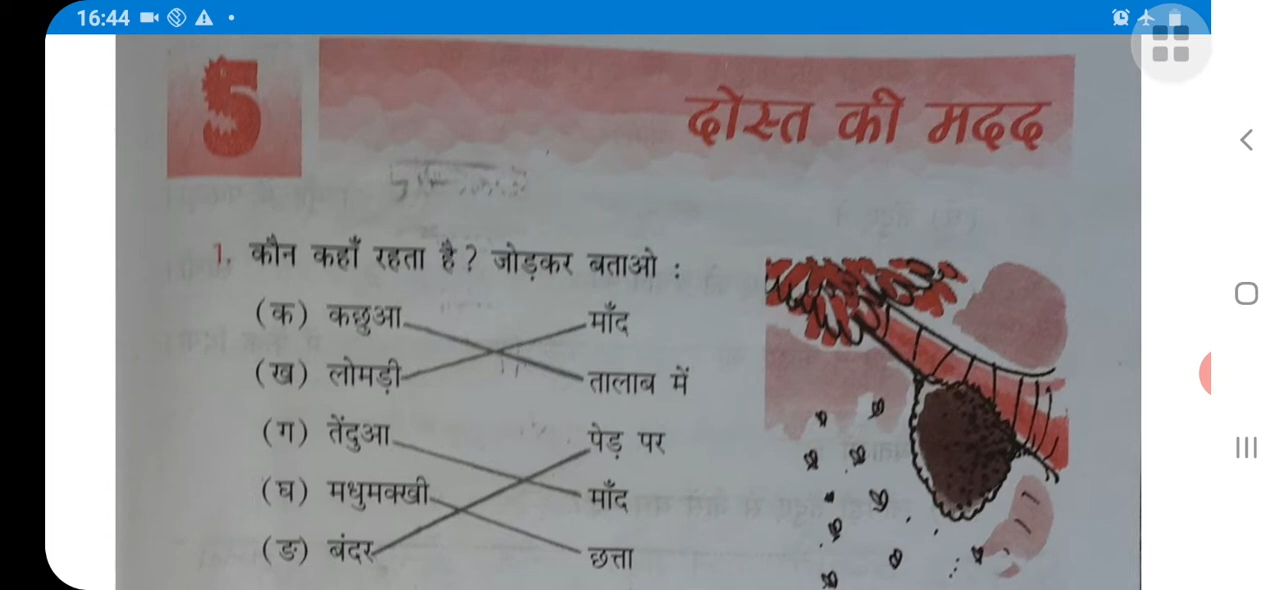 16:44
5
दोस्त की मदद
1. कौन कहाँ रहता है? जोड़कर बताओ :
(क) कछुआ माँद
(ख) लोमड़ी तालाब में
(ग) तेंदुआ पेड़ पर
(घ) मधुमक्खी माँद
(ङ) बंदर छत्ता